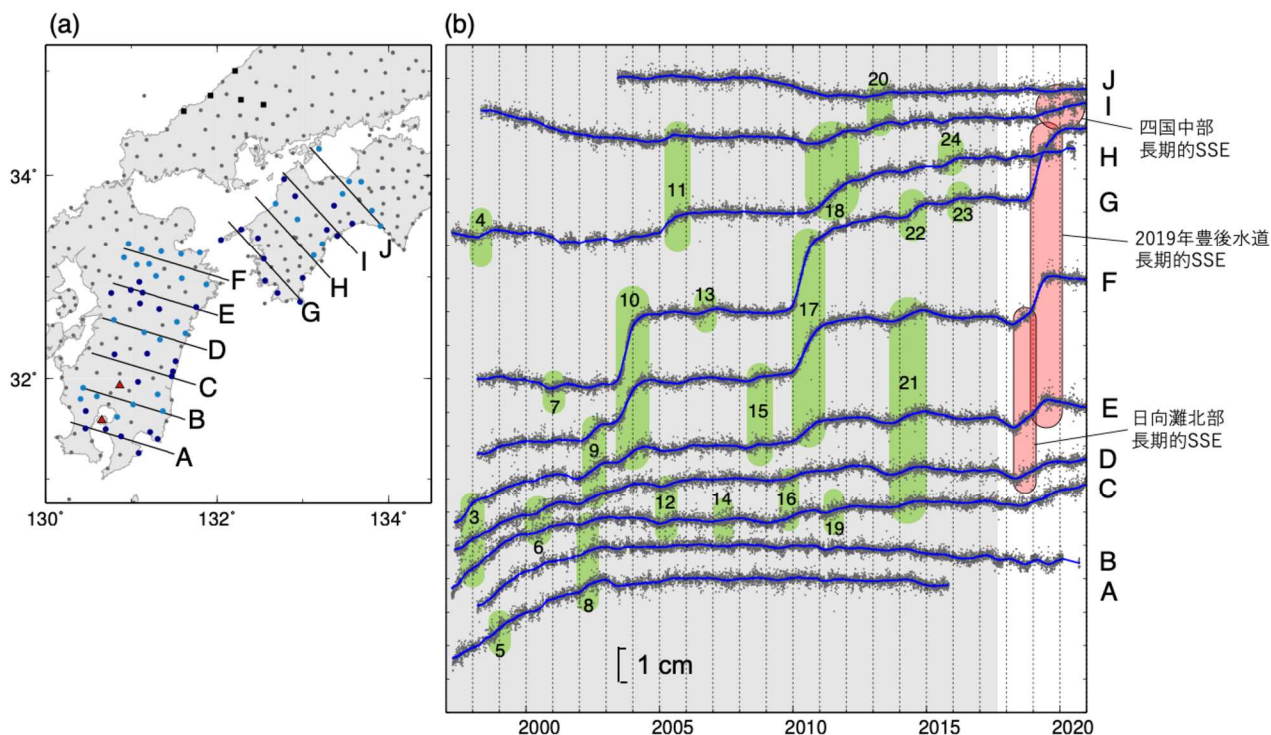 (a)
34°
32°
130°
132°
134°
A
B
C
D
E
F
G
H
I
J
(b)
3
4
5
6
7
8
9
10
11
12
13
14
15
16
17
18
19
20
21
22
23
24
1 cm
2000
2005
2010
2015
2020
J
I
H
G
F
E
D
C
B
A
四国中部
長期的SSE
2019年豊後水道
長期的SSE
日向灘北部
長期的SSE